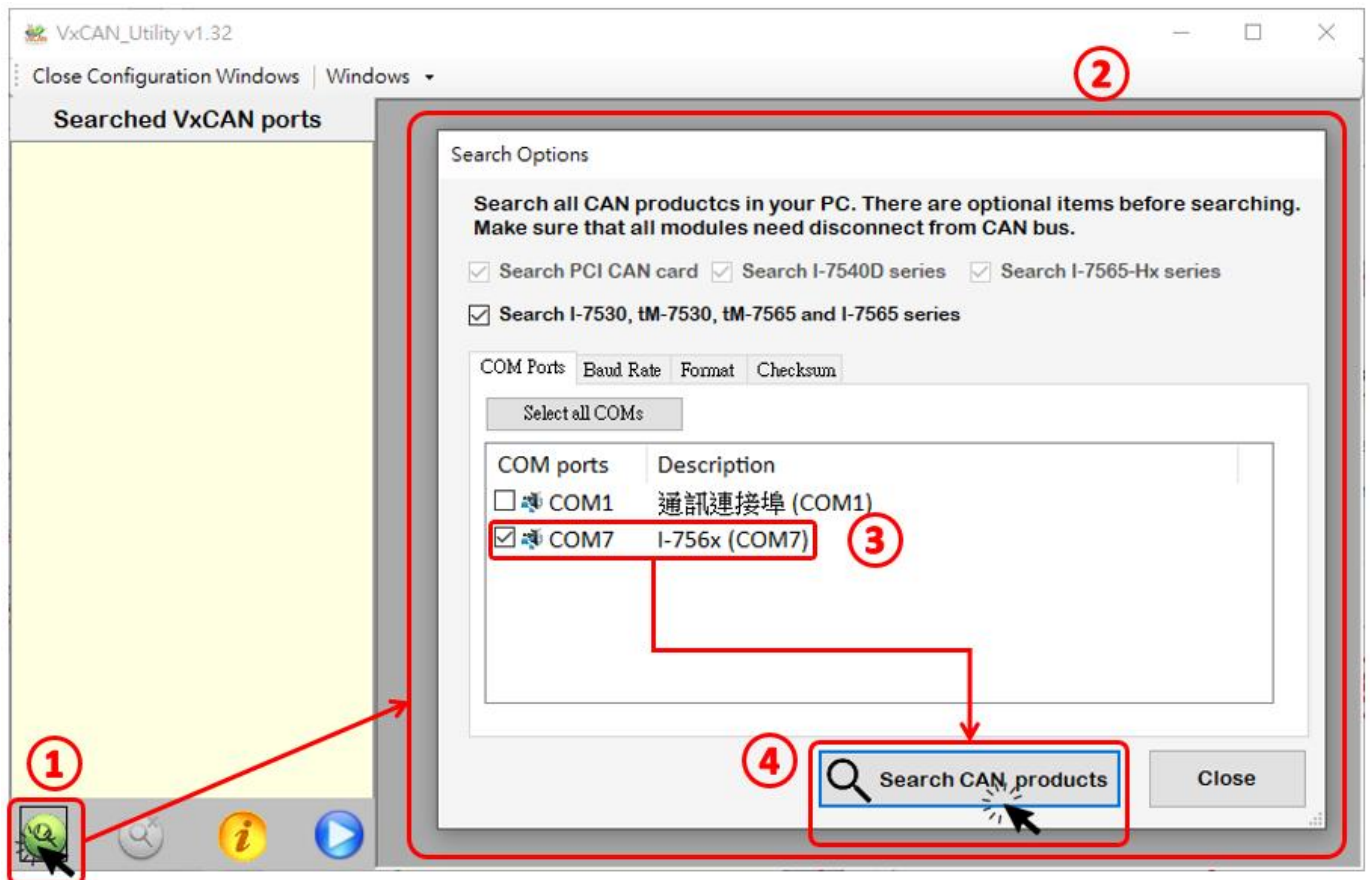 VxCAN_Utility v1.32
Close Configuration Windows Windows
②
Searched VxCAN ports
Search Options
Search all CAN productcs in your PC. There are optional items before searching.
Make sure that all modules need disconnect from CAN bus.
Search PCI CAN card Search I-7540D series Search I-7565-Hx series
Search I-7530, tM-7530, tM-7565 and I-7565 series
COM Ports Baud Rate Format Checksum
Select all COMs
COM ports Description
COM1 通訊連接埠 (COM1)
COM7 I-756x (COM7)
③
①
④
Search CAN products
Close
i